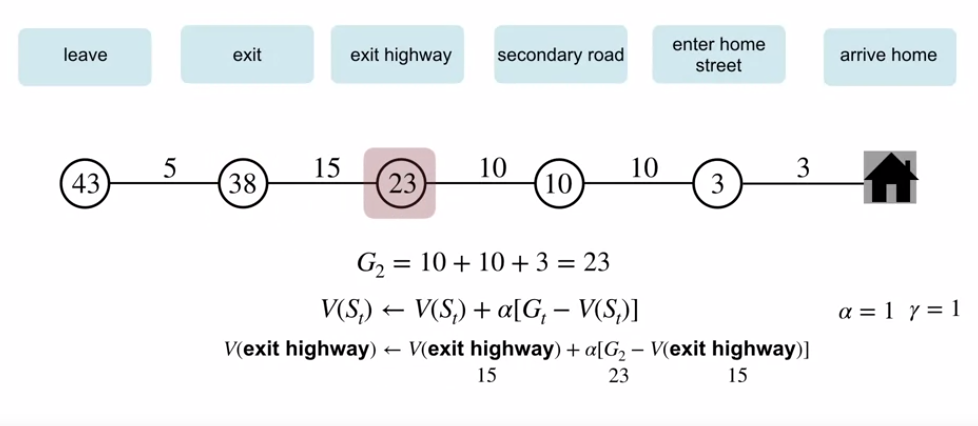 leave exit exit highway secondary road enter home street arrive home
5 15 10 10 3
43 38 23 10 3
G₂ = 10 + 10 + 3 = 23
V(Sₜ) ← V(Sₜ) + α[Gₜ − V(Sₜ)] α = 1 γ = 1
V(exit highway) ← V(exit highway) + α[G₂ − V(exit highway)]
15 23 15